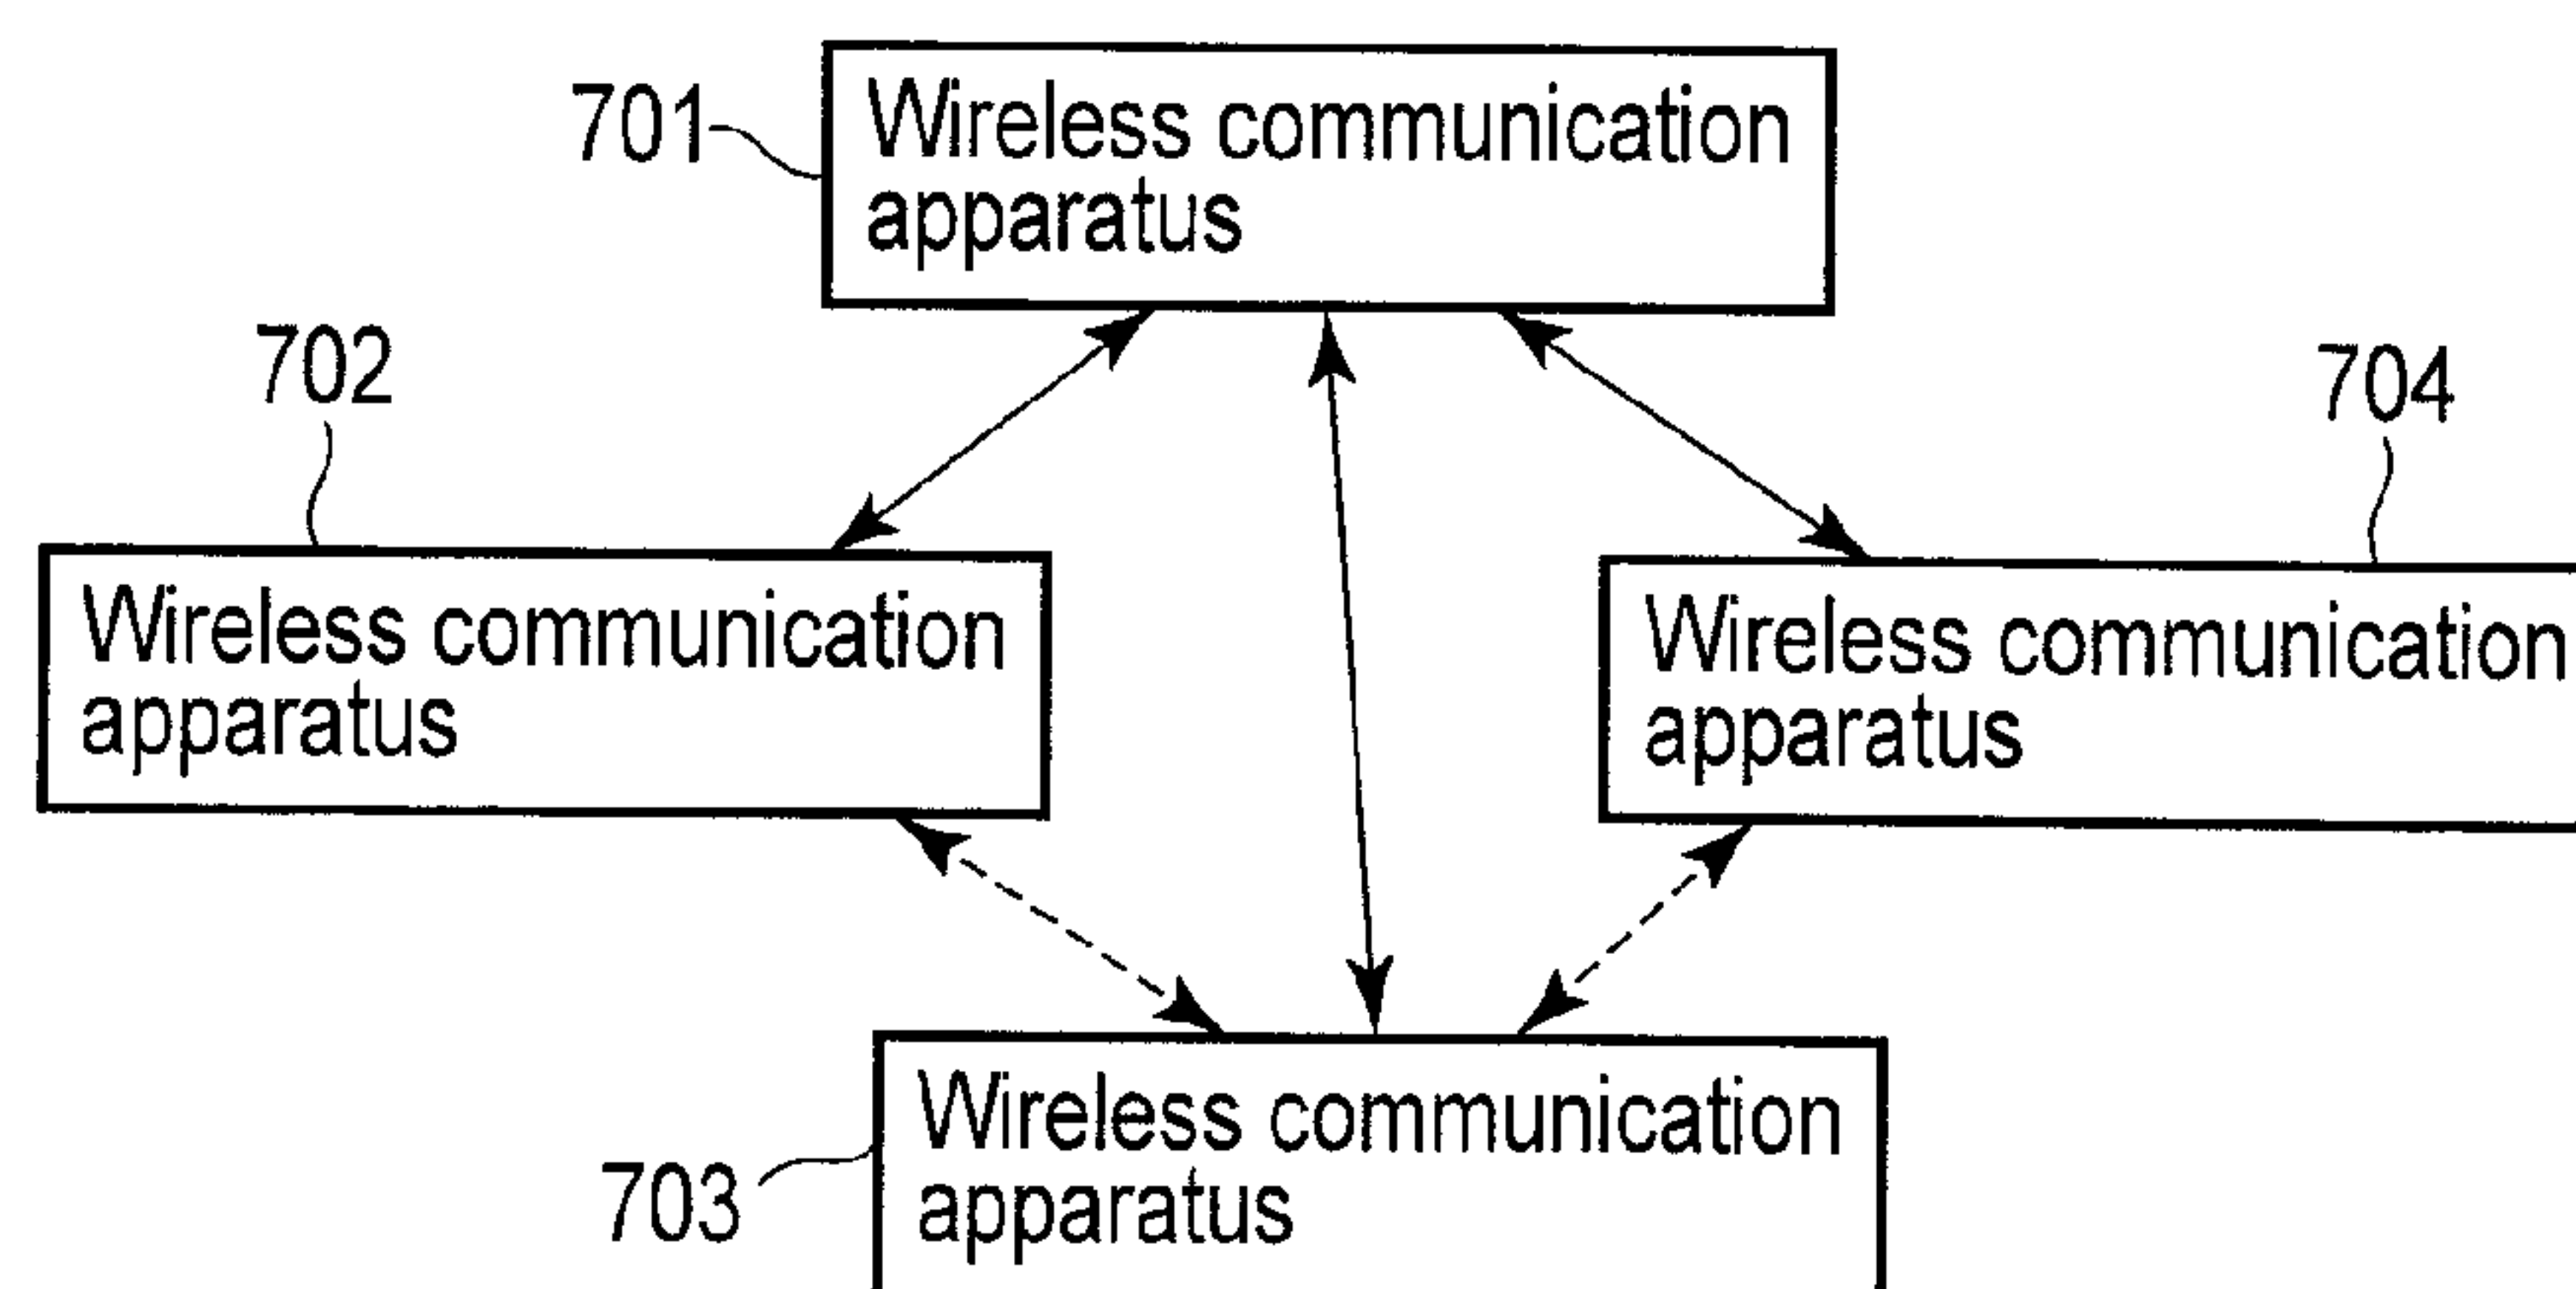 701
Wireless communication
apparatus
702
Wireless communication
apparatus
704
Wireless communication
apparatus
703
Wireless communication
apparatus